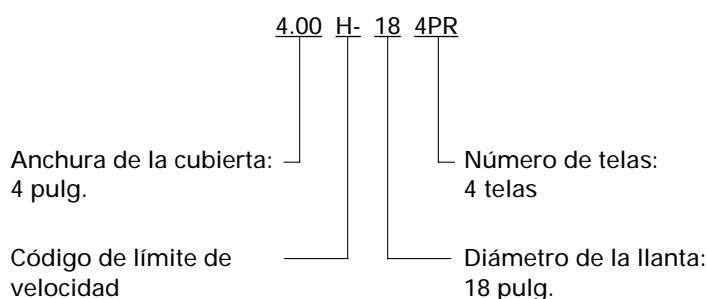 4.00 H- 18 4PR
Anchura de la cubierta:
4 pulg.
Número de telas:
4 telas
Código de límite de
velocidad
Diámetro de la llanta:
18 pulg.